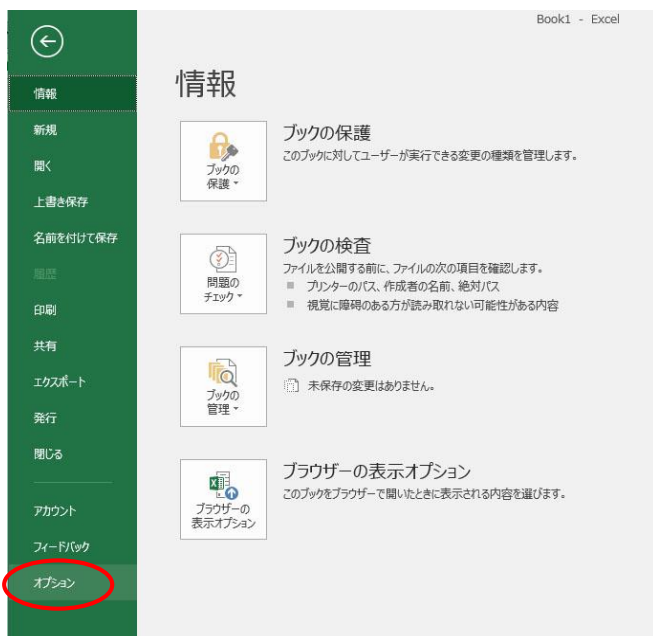 Book1 - Excel
情報
新規
開く
上書き保存
名前を付けて保存
履歴
印刷
共有
エクスポート
発行
閉じる
アカウント
フィードバック
オプション
情報
ブックの
保護
ブックの保護
このブックに対してユーザーが実行できる変更の種類を管理します。
問題の
チェック
ブックの検査
ファイルを公開する前に、ファイルの次の項目を確認します。
プリンターのパス、作成者の名前、絶対パス
視覚に障碍のある方が読み取れない可能性がある内容
ブックの
管理
ブックの管理
未保存の変更はありません。
ブラウザーの
表示オプション
ブラウザーの表示オプション
このブックをブラウザーで開いたときに表示される内容を選びます。